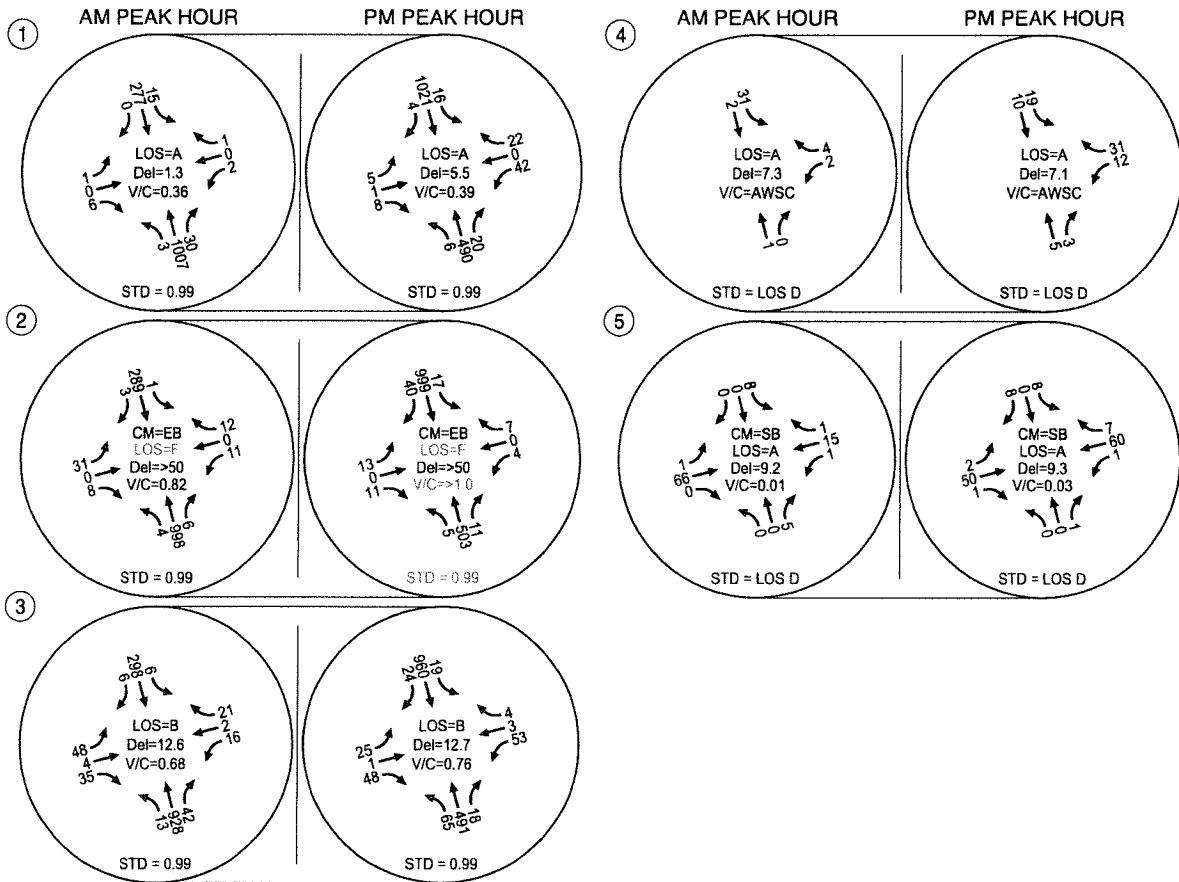 AM PEAK HOUR
PM PEAK HOUR
AM PEAK HOUR
PM PEAK HOUR
1
0
277
15
1
0
2
LOS=A
Del=1.3
V/C=0.36
1
0
6
3
1007
30
STD = 0.99
4
1021
16
22
0
42
LOS=A
Del=5.5
V/C=0.39
5
1
8
6
490
20
STD = 0.99
4
2
31
4
2
LOS=A
Del=7.3
V/C=AWSC
1
0
STD = LOS D
10
19
31
12
LOS=A
Del=7.1
V/C=AWSC
5
3
STD = LOS D
2
3
289
1
12
0
11
CM=EB
LOS=F
Del=>50
V/C=0.82
31
0
8
4
998
6
STD = 0.99
40
999
17
7
0
4
CM=EB
LOS=F
Del=>50
V/C=>1.0
13
0
11
5
503
11
STD = 0.99
5
0
0
8
1
15
1
CM=SB
LOS=A
Del=9.2
V/C=0.01
1
66
0
0
0
5
STD = LOS D
8
0
8
7
60
1
CM=SB
LOS=A
Del=9.3
V/C=0.03
2
50
1
0
0
1
STD = LOS D
3
6
298
6
21
2
16
LOS=B
Del=12.6
V/C=0.68
48
4
35
13
928
42
STD = 0.99
24
960
19
4
3
53
LOS=B
Del=12.7
V/C=0.76
25
1
48
65
491
18
STD = 0.99